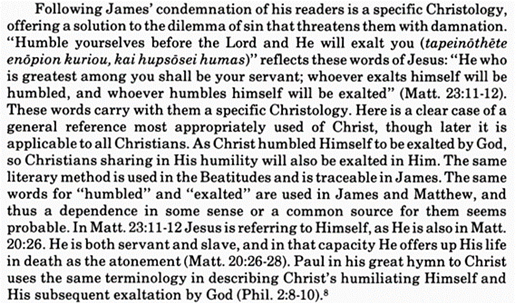 Following James' condemnation of his readers is a specific Christology,
offering a solution to the dilemma of sin that threatens them with damnation.
“Humble yourselves before the Lord and He will exalt you (tapeinōthēte
enōpion kuriou, kai hupsōsei humas)” reflects these words of Jesus: “He who
is greatest among you shall be your servant; whoever exalts himself will be
humbled, and whoever humbles himself will be exalted” (Matt. 23:11-12).
These words carry with them a specific Christology. Here is a clear case of a
general reference most appropriately used of Christ, though later it is
applicable to all Christians. As Christ humbled Himself to be exalted by God,
so Christians sharing in His humility will also be exalted in Him. The same
literary method is used in the Beatitudes and is traceable in James. The same
words for “humbled” and “exalted” are used in James and Matthew, and
thus a dependence in some sense or a common source for them seems
probable. In Matt. 23:11-12 Jesus is referring to Himself, as He is also in Matt.
20:26. He is both servant and slave, and in that capacity He offers up His life
in death as the atonement (Matt. 20:26-28). Paul in his great hymn to Christ
uses the same terminology in describing Christ's humiliating Himself and
His subsequent exaltation by God (Phil. 2:8-10).⁸